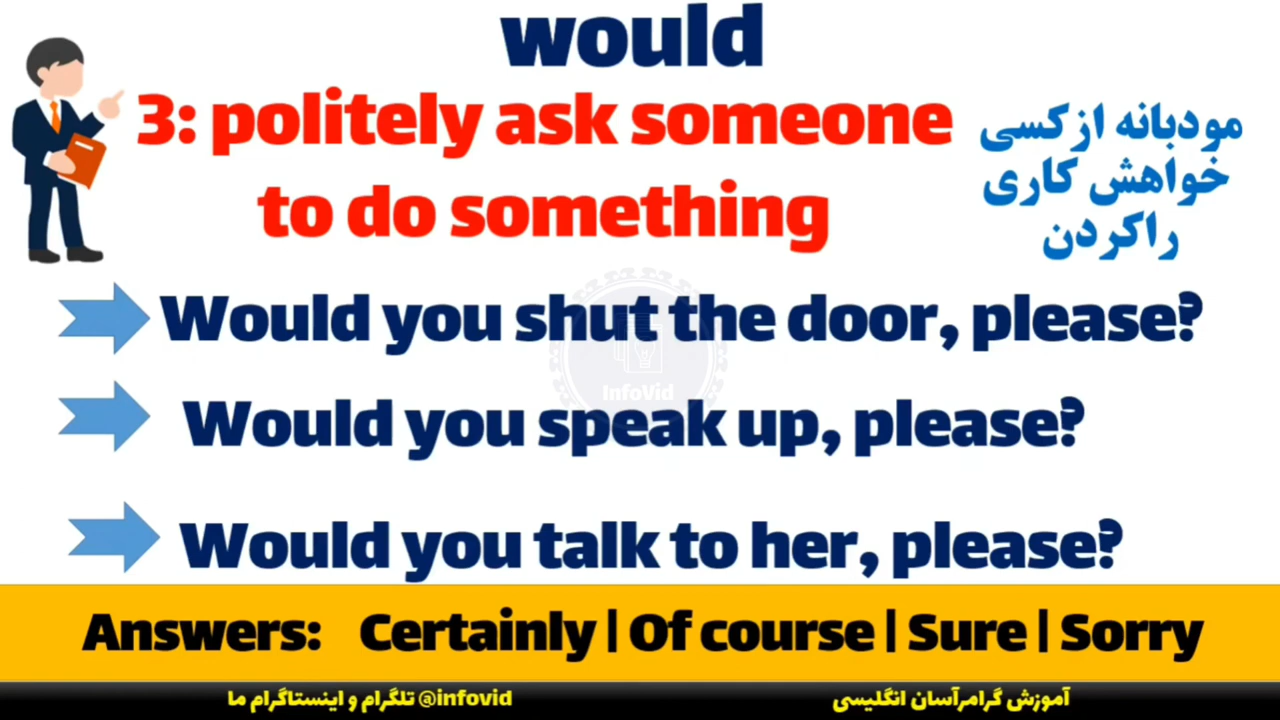 would
3: politely ask someone
to do something
مودبانه ازکسی
خواهش کاری
راکردن
Would you shut the door, please?
InfoVid
Would you speak up, please?
Would you talk to her, please?
Answers: Certainly | Of course | Sure | Sorry
@infovid تلگرام و اینستاگرام ما
آموزش گرامرآسان انگلیسی